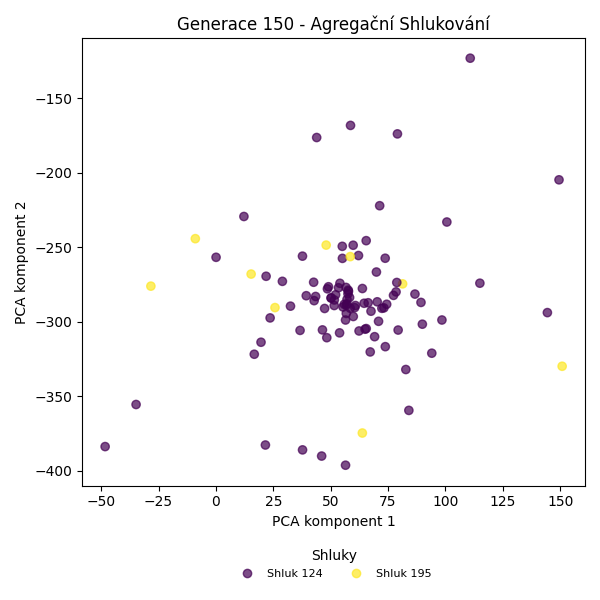 Generace 150 - Agregační Shlukování
PCA komponent 2
−150
−200
−250
−300
−350
−400
−50
−25
0
25
50
75
100
125
150
PCA komponent 1
Shluky
Shluk 124
Shluk 195